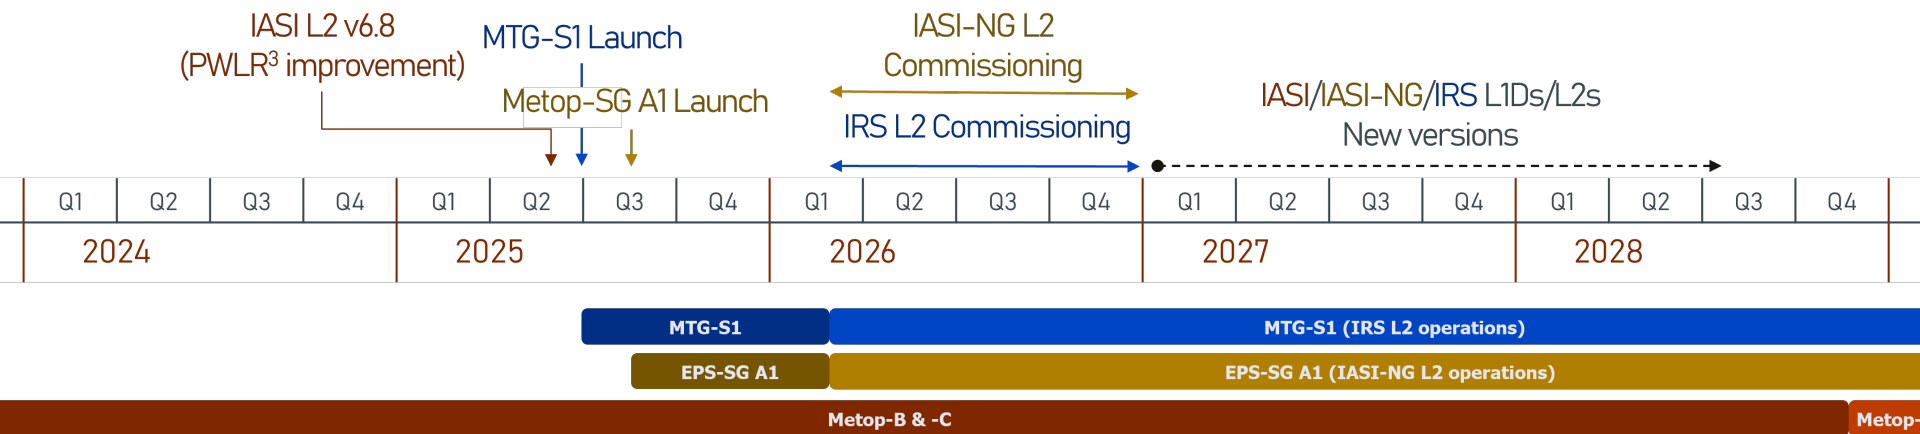 IASI L2 v6.8
(PWLR³ improvement)
MTG-S1 Launch
Metop-SG A1 Launch
IASI-NG L2
Commissioning
IRS L2 Commissioning
IASI/IASI-NG/IRS L1Ds/L2s
New versions
Q1 Q2 Q3 Q4 Q1 Q2 Q3 Q4 Q1 Q2 Q3 Q4 Q1 Q2 Q3 Q4 Q1 Q2 Q3 Q4
2024 2025 2026 2027 2028
MTG-S1 MTG-S1 (IRS L2 operations)
EPS-SG A1 EPS-SG A1 (IASI-NG L2 operations)
Metop-B & -C Metop-